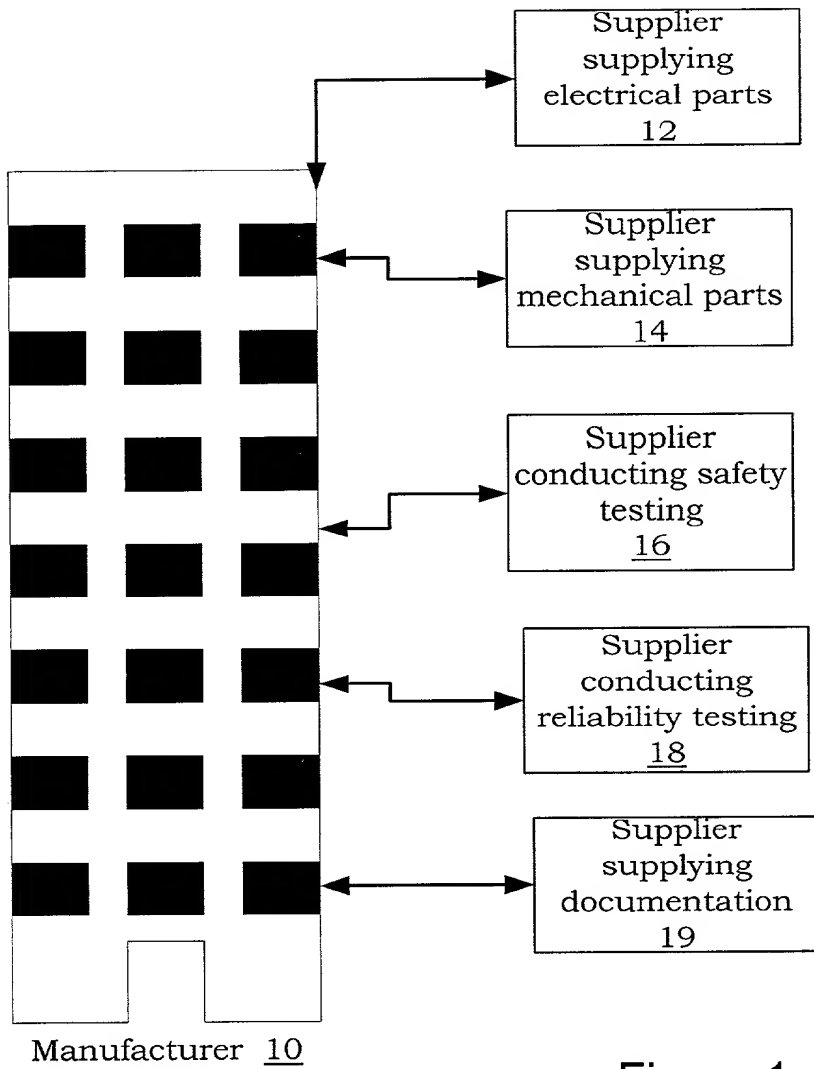 Supplier
supplying
electrical parts
12
Supplier
supplying
mechanical parts
14
Supplier
conducting safety
testing
16
Supplier
conducting
reliability testing
18
Supplier
supplying
documentation
19
Manufacturer 10
Figure 1